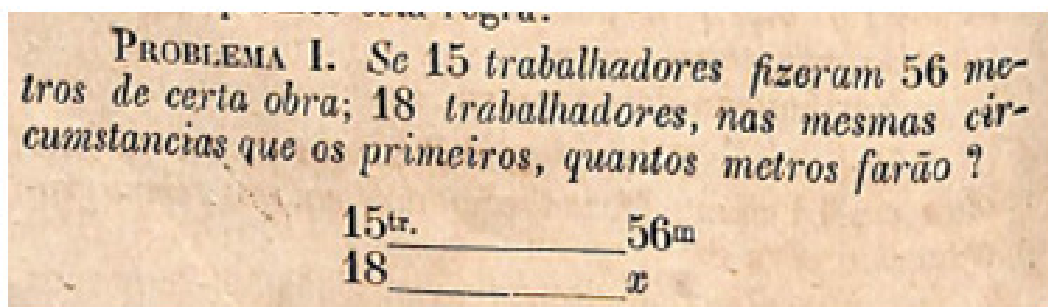 PROBLEMA I. Se 15 trabalhadores fizeram 56 me-
tros de certa obra; 18 trabalhadores, nas mesmas cir-
cumstancias que os primeiros, quantos metros farão ?
15tr. 56m
18 x